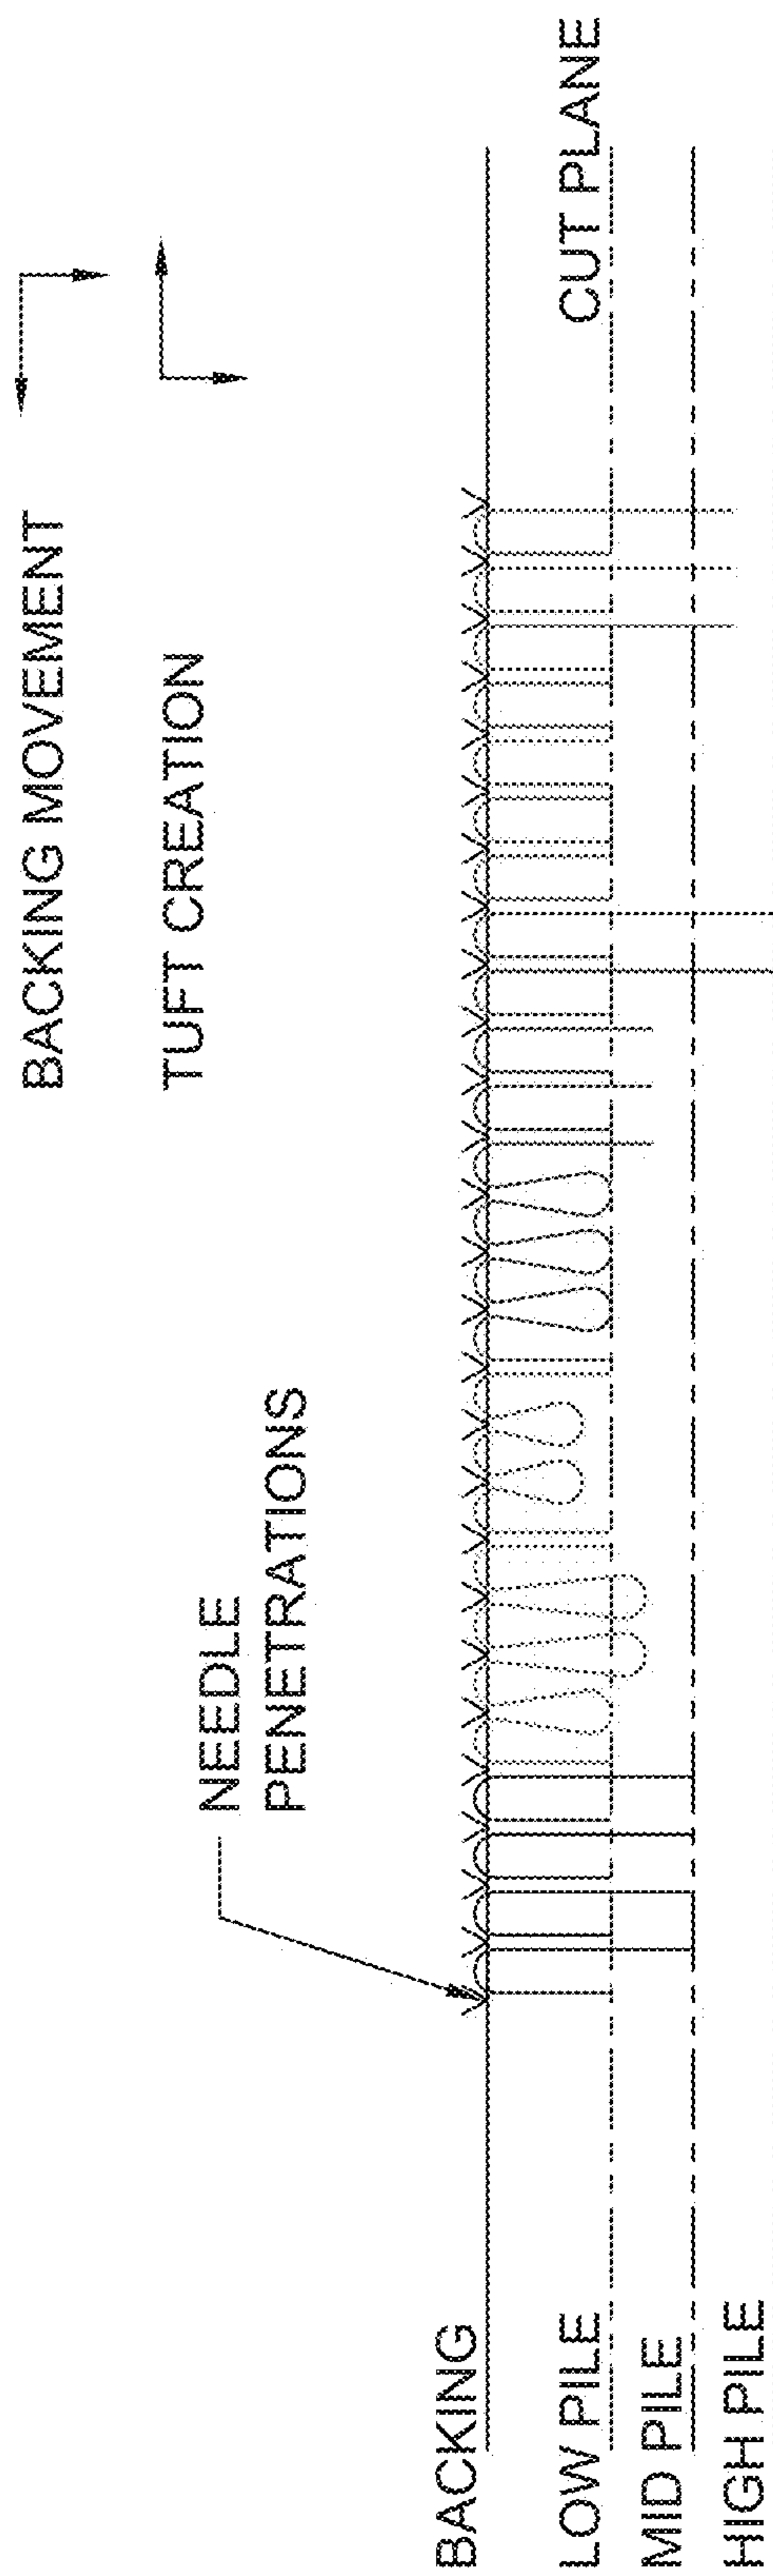 BACKING MOVEMENT
TUFT CREATION
NEEDLE
PENETRATIONS
BACKING
LOW PILE
CUT PLANE
MID PILE
HIGH PILE